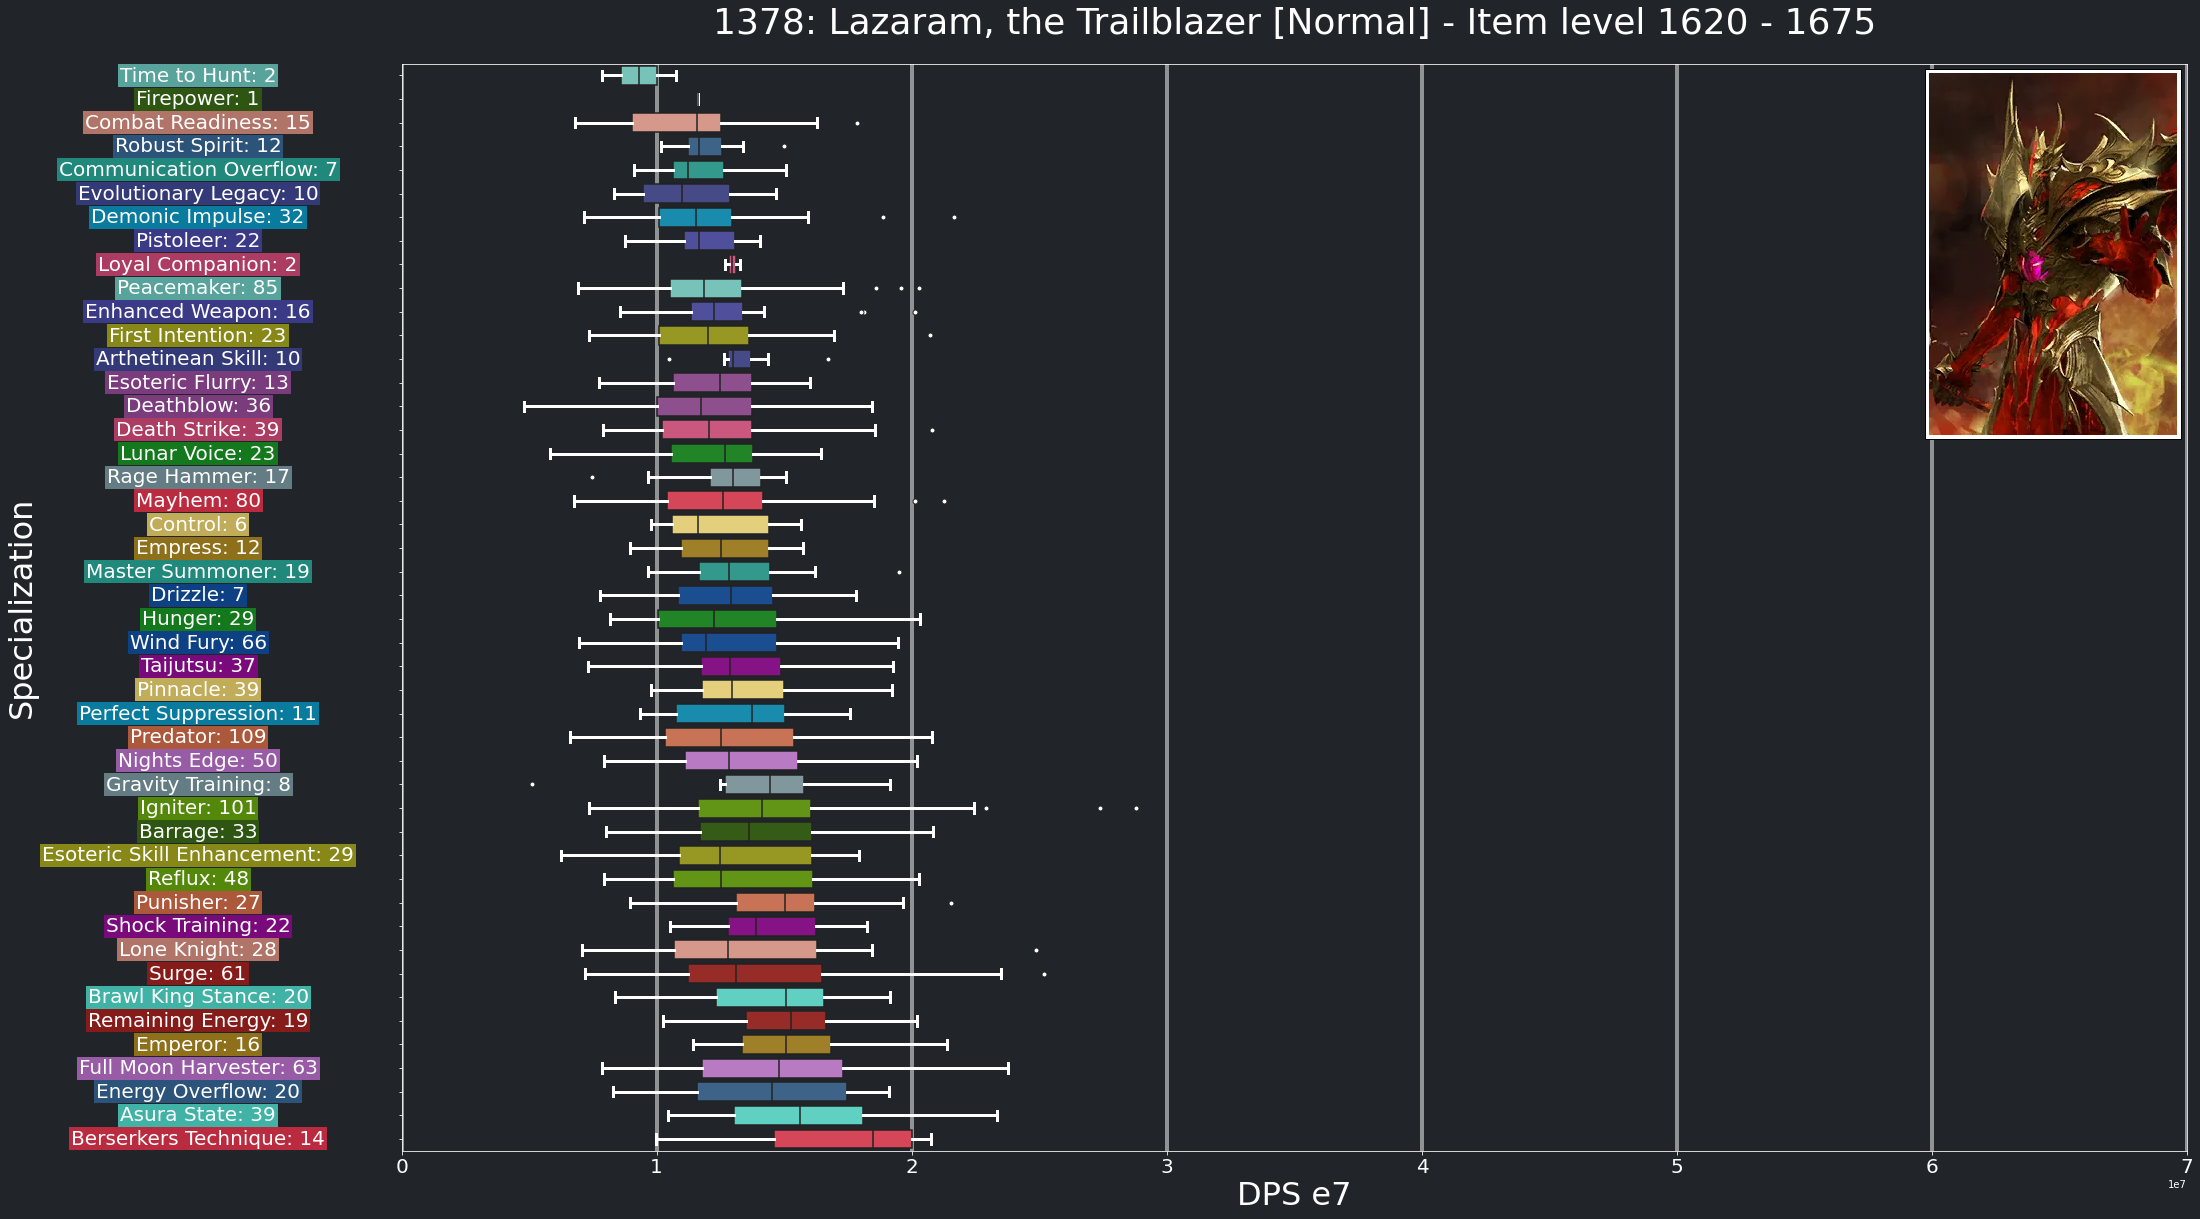 1378: Lazaram, the Trailblazer [Normal] - Item level 1620 - 1675
Specialization
Time to Hunt: 2
Firepower: 1
Combat Readiness: 15
Robust Spirit: 12
Communication Overflow: 7
Evolutionary Legacy: 10
Demonic Impulse: 32
Pistoleer: 22
Loyal Companion: 2
Peacemaker: 85
Enhanced Weapon: 16
First Intention: 23
Arthetinean Skill: 10
Esoteric Flurry: 13
Deathblow: 36
Death Strike: 39
Lunar Voice: 23
Rage Hammer: 17
Mayhem: 80
Control: 6
Empress: 12
Master Summoner: 19
Drizzle: 7
Hunger: 29
Wind Fury: 66
Taijutsu: 37
Pinnacle: 39
Perfect Suppression: 11
Predator: 109
Nights Edge: 50
Gravity Training: 8
Igniter: 101
Barrage: 33
Esoteric Skill Enhancement: 29
Reflux: 48
Punisher: 27
Shock Training: 22
Lone Knight: 28
Surge: 61
Brawl King Stance: 20
Remaining Energy: 19
Emperor: 16
Full Moon Harvester: 63
Energy Overflow: 20
Asura State: 39
Berserkers Technique: 14
0 1 2 3 4 5 6 7
1e7
DPS e7